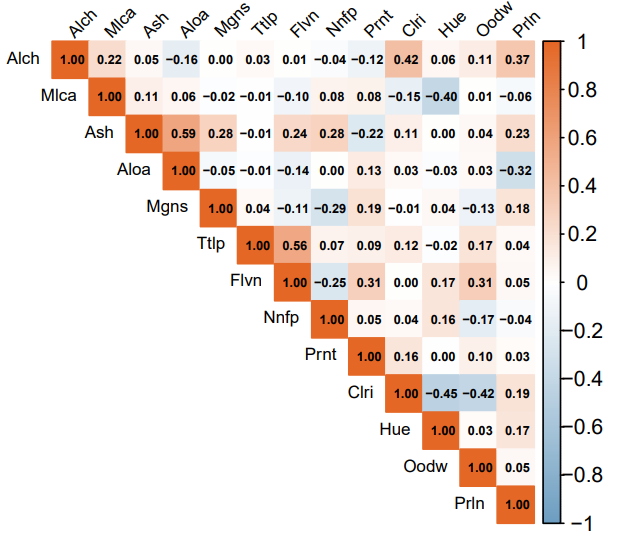 Alch Mlca Ash Aloa Mgns Ttlp Flvn Nnfp Prnt Clri Hue Oodw Prln
Alch 1.00 0.22 0.05 −0.16 0.00 0.03 0.01 −0.04 −0.12 0.42 0.06 0.11 0.37
Mlca 1.00 0.11 0.06 −0.02 −0.01 −0.10 0.08 0.08 −0.15 −0.40 0.01 −0.06
Ash 1.00 0.59 0.28 −0.01 0.24 0.28 −0.22 0.11 0.00 0.04 0.23
Aloa 1.00 −0.05 −0.01 −0.14 0.00 0.13 0.03 −0.03 0.03 −0.32
Mgns 1.00 0.04 −0.11 −0.29 0.19 −0.01 0.04 −0.13 0.18
Ttlp 1.00 0.56 0.07 0.09 0.12 −0.02 0.17 0.04
Flvn 1.00 −0.25 0.31 0.00 0.17 0.31 0.05
Nnfp 1.00 0.05 0.04 0.16 −0.17 −0.04
Prnt 1.00 0.16 0.00 0.10 0.03
Clri 1.00 −0.45 −0.42 0.19
Hue 1.00 0.03 0.17
Oodw 1.00 0.05
Prln 1.00
1
0.8
0.6
0.4
0.2
0
−0.2
−0.4
−0.6
−0.8
−1